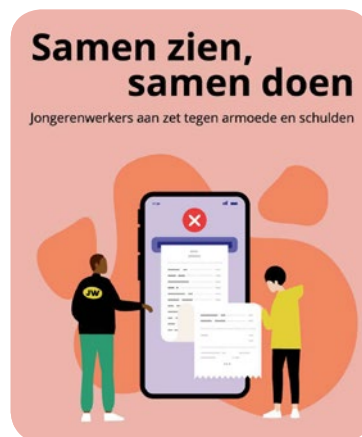 Samen zien,
samen doen
Jongerenwerkers aan zet tegen armoede en schulden
JW